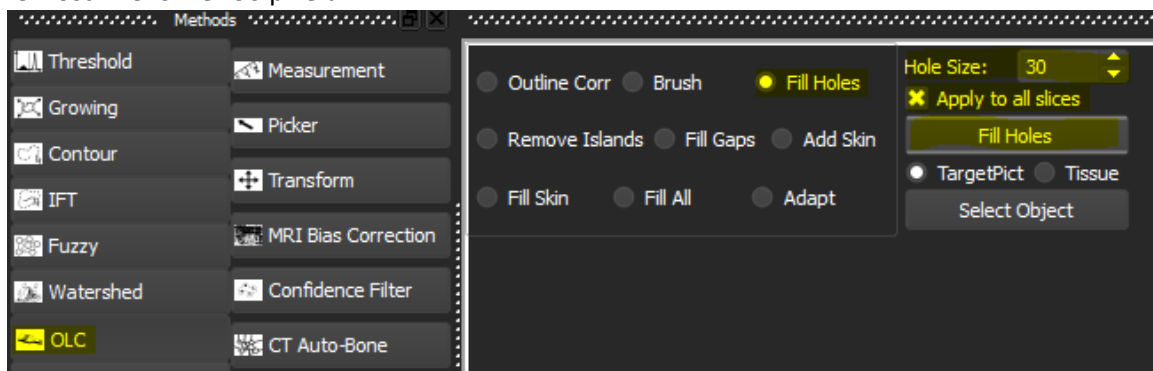 Methods
Threshold
Growing
Contour
IFT
Fuzzy
Watershed
OLC
Measurement
Picker
Transform
MRI Bias Correction
Confidence Filter
CT Auto-Bone
Outline Corr Brush Fill Holes
Remove Islands Fill Gaps Add Skin
Fill Skin Fill All Adapt
Hole Size: 30
Apply to all slices
Fill Holes
TargetPict Tissue
Select Object